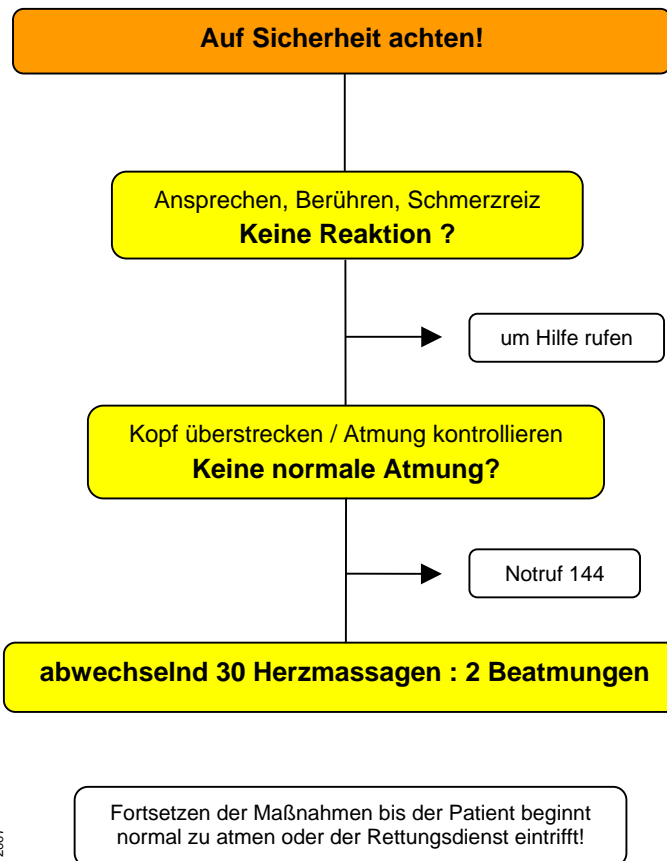 Auf Sicherheit achten!
Ansprechen, Berühren, Schmerzreiz
Keine Reaktion ?
um Hilfe rufen
Kopf überstrecken / Atmung kontrollieren
Keine normale Atmung?
Notruf 144
abwechselnd 30 Herzmassagen : 2 Beatmungen
Fortsetzen der Maßnahmen bis der Patient beginnt
normal zu atmen oder der Rettungsdienst eintrifft!